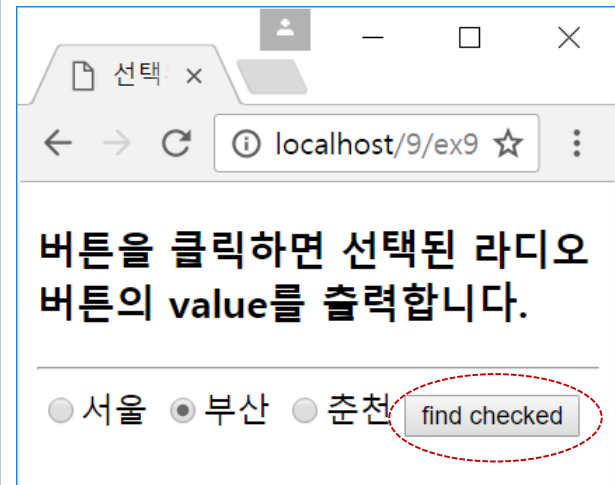 선택
localhost/9/ex9
버튼을 클릭하면 선택된 라디오
버튼의 value를 출력합니다.
서울 부산 춘천 find checked